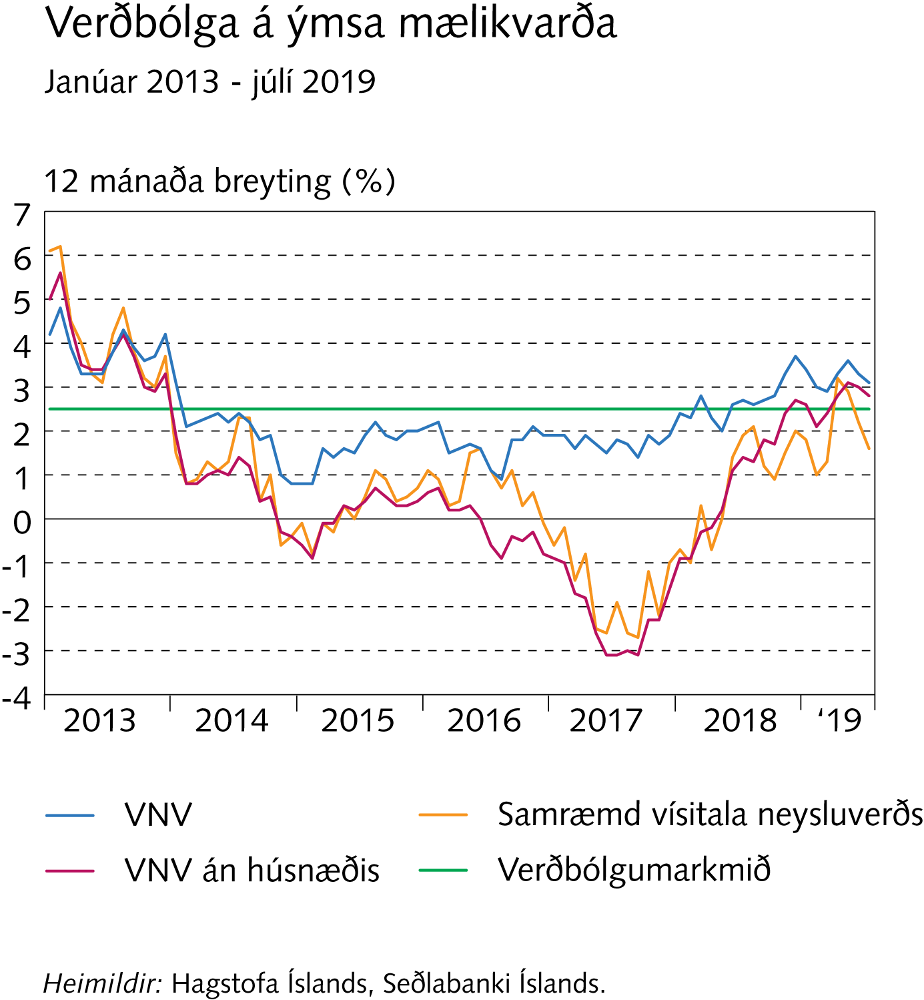 Verðbólga á ýmsa mælikvarða
Janúar 2013 - júlí 2019
12 mánaða breyting (%)
7
6
5
4
3
2
1
0
-1
-2
-3
-4
2013 2014 2015 2016 2017 2018 ‘19
VNV
Samræmd vísitala neysluverðs
VNV án húsnæðis
Verðbólgumarkmið
Heimildir: Hagstofa Íslands, Seðlabanki Íslands.